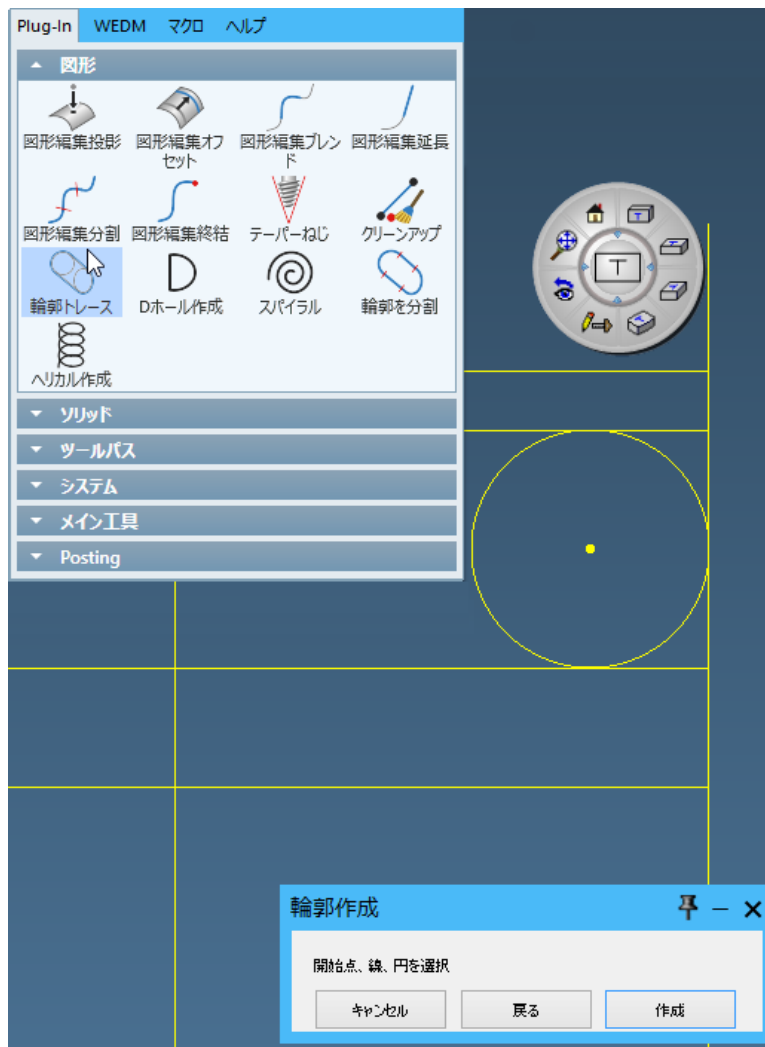 Plug-In WEDM マクロ ヘルプ
図形
図形編集投影 図形編集オフセット 図形編集ブレンド 図形編集延長
図形編集分割 図形編集終結 テーパーねじ クリーンアップ
輪郭トレース Dホール作成 スパイラル 輪郭を分割
ヘリカル作成
ソリッド
ツールパス
システム
メイン工具
Posting
T
輪郭作成
開始点、線、円を選択
キャンセル 戻る 作成